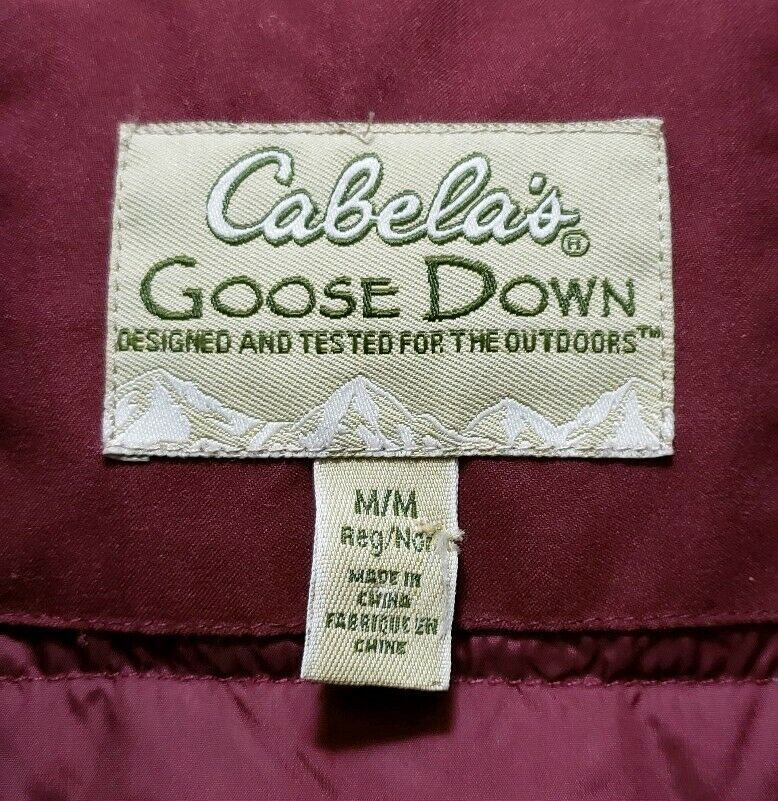 Cabela's®
GOOSE DOWN
DESIGNED AND TESTED FOR THE OUTDOORS™
M/M
Reg/Nor
MADE IN
CHINA
FABRIQUE EN
CHINE